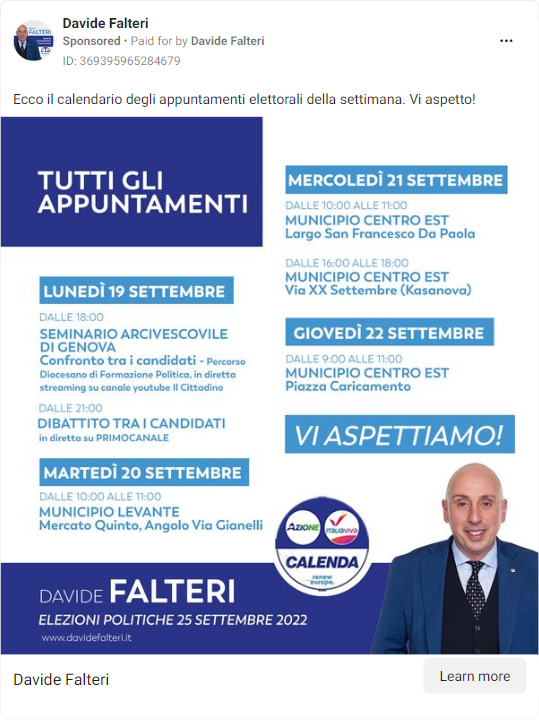 Davide Falteri
Sponsored • Paid for by Davide Falteri
ID: 369395965284679
Ecco il calendario degli appuntamenti elettorali della settimana. Vi aspetto!
TUTTI GLI
APPUNTAMENTI
LUNEDÌ 19 SETTEMBRE
DALLE 18:00
SEMINARIO ARCIVESCOVILE
DI GENOVA
Confronto tra i candidati - Percorso
Diocesano di Formazione Politica, in diretta
streaming su canale youtube Il Cittadino
DALLE 21:00
DIBATTITO TRA I CANDIDATI
in diretta su PRIMOCANALE
MARTEDÌ 20 SETTEMBRE
DALLE 10:00 ALLE 11:00
MUNICIPIO LEVANTE
Mercato Quinto, Angolo Via Gianelli
MERCOLEDÌ 21 SETTEMBRE
DALLE 10:00 ALLE 11:00
MUNICIPIO CENTRO EST
Largo San Francesco Da Paola
DALLE 16:00 ALLE 18:00
MUNICIPIO CENTRO EST
Via XX Settembre (Kasanova)
GIOVEDÌ 22 SETTEMBRE
DALLE 9:00 ALLE 11:00
MUNICIPIO CENTRO EST
Piazza Caricamento
VI ASPETTIAMO!
AZIONE
italiaviva
CALENDA
renew
europe.
DAVIDE FALTERI
ELEZIONI POLITICHE 25 SETTEMBRE 2022
www.davidefalteri.it
Davide Falteri
Learn more